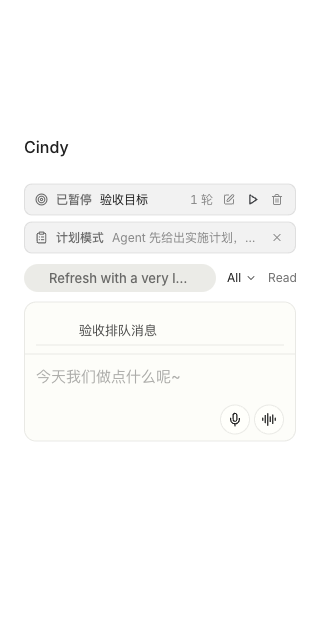 Cindy
已暂停 验收目标 1 轮
计划模式 Agent 先给出实施计划, ...
Refresh with a very l... All Read
验收排队消息
今天我们做点什么呢~